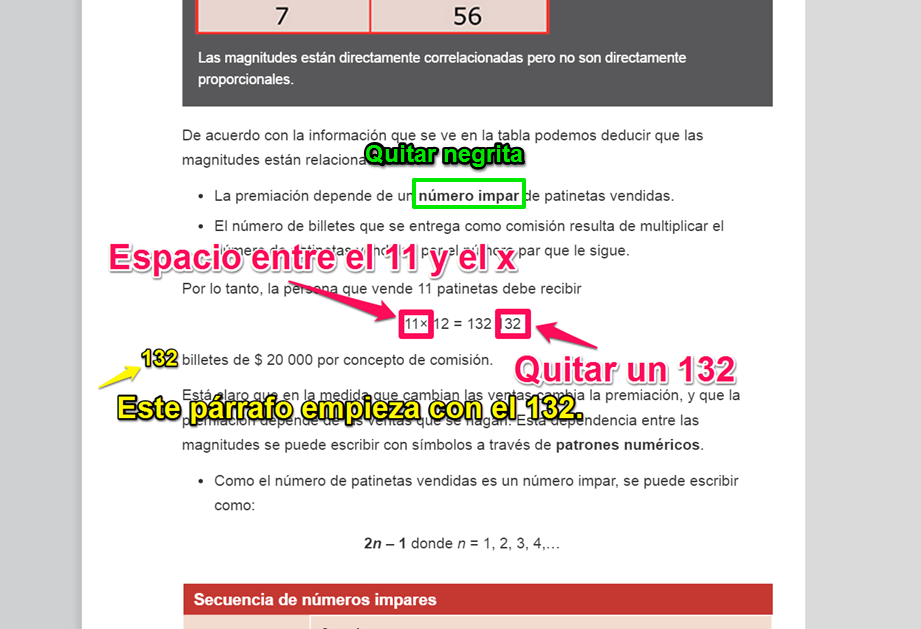 7 56
Las magnitudes están directamente correlacionadas pero no son directamente
proporcionales.
De acuerdo con la información que se ve en la tabla podemos deducir que las
magnitudes están relaciona
Quitar negrita
• La premiación depende de un número impar de patinetas vendidas.
• El número de billetes que se entrega como comisión resulta de multiplicar el
número de patinetas vendidas por el número par que le sigue.
Espacio entre el 11 y el x
Por lo tanto, la persona que vende 11 patinetas debe recibir
11× 12 = 132 132
132 billetes de $ 20 000 por concepto de comisión.
Quitar un 132
Está claro que en la medida que cambian las ventas cambia la premiación, y que la
Este párrafo empieza con el 132.
premiación depende de las ventas que se hagan. Esta dependencia entre las
magnitudes se puede escribir con símbolos a través de patrones numéricos.
• Como el número de patinetas vendidas es un número impar, se puede escribir
como:
2n – 1 donde n = 1, 2, 3, 4,…
Secuencia de números impares